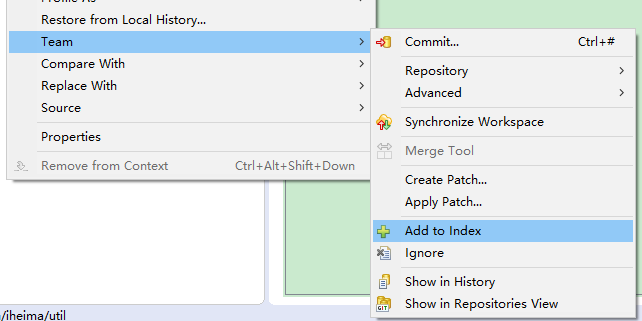 Restore from Local History...
Team
Compare With
Replace With
Source
Properties
Remove from Context Ctrl+Alt+Shift+Down
Commit... Ctrl+#
Repository
Advanced
Synchronize Workspace
Merge Tool
Create Patch...
Apply Patch...
Add to Index
Ignore
Show in History
GIT Show in Repositories View
/iheima/util